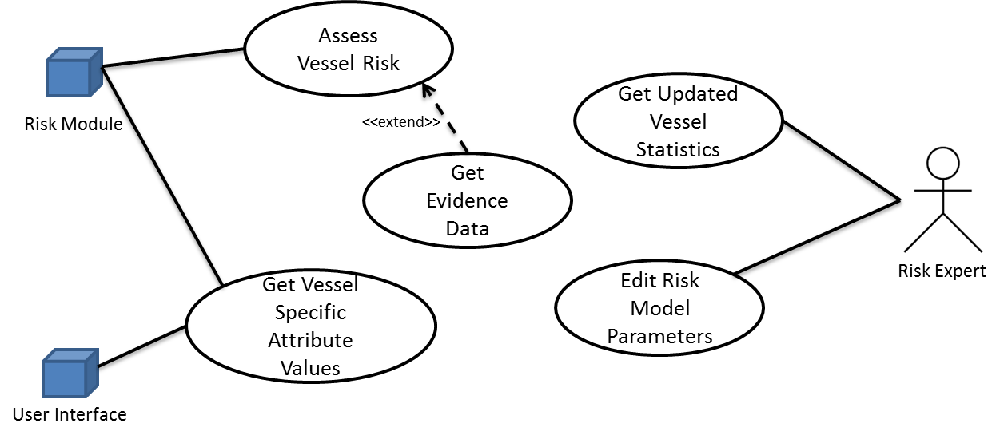 Assess
Vessel Risk
Risk Module
<<extend>>
Get Updated
Vessel
Statistics
Get
Evidence
Data
Risk Expert
Get Vessel
Specific
Attribute
Values
Edit Risk
Model
Parameters
User Interface